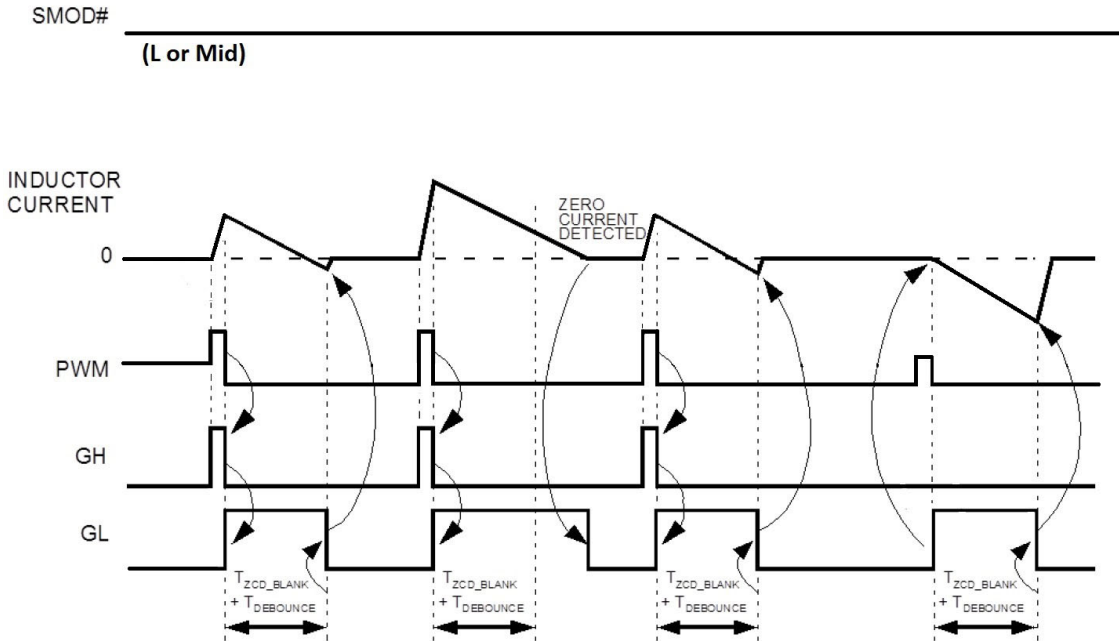 SMOD#
(L or Mid)
INDUCTOR
CURRENT
ZERO
CURRENT
DETECTED
0
PWM
GH
GL
TZCD_BLANK
+ TDEBOUNCE
TZCD_BLANK
+ TDEBOUNCE
TZCD_BLANK
+ TDEBOUNCE
TZCD_BLANK
+ TDEBOUNCE